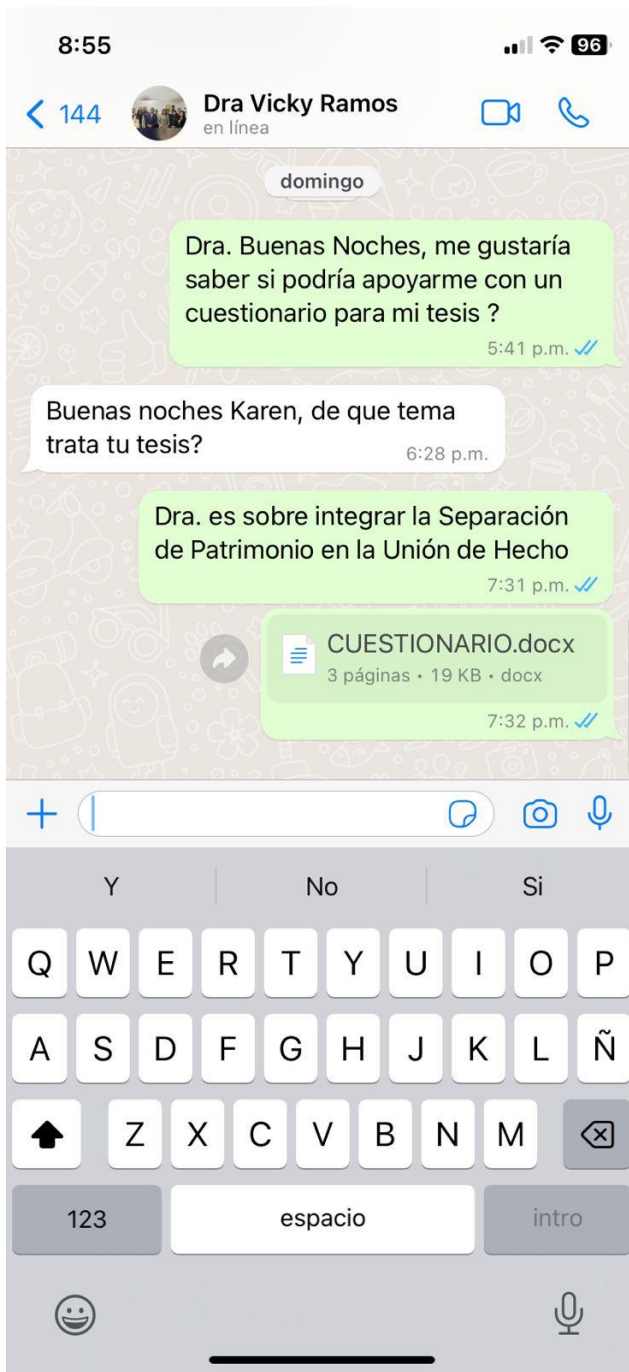 8:55
96
144
Dra Vicky Ramos
en línea
domingo
Dra. Buenas Noches, me gustaría
saber si podría apoyarme con un
cuestionario para mi tesis ?
5:41 p.m.
Buenas noches Karen, de que tema
trata tu tesis?
6:28 p.m.
Dra. es sobre integrar la Separación
de Patrimonio en la Unión de Hecho
7:31 p.m.
CUESTIONARIO.docx
3 páginas • 19 KB • docx
7:32 p.m.
Y No Si
Q W E R T Y U I O P
A S D F G H J K L Ñ
Z X C V B N M
123 espacio intro